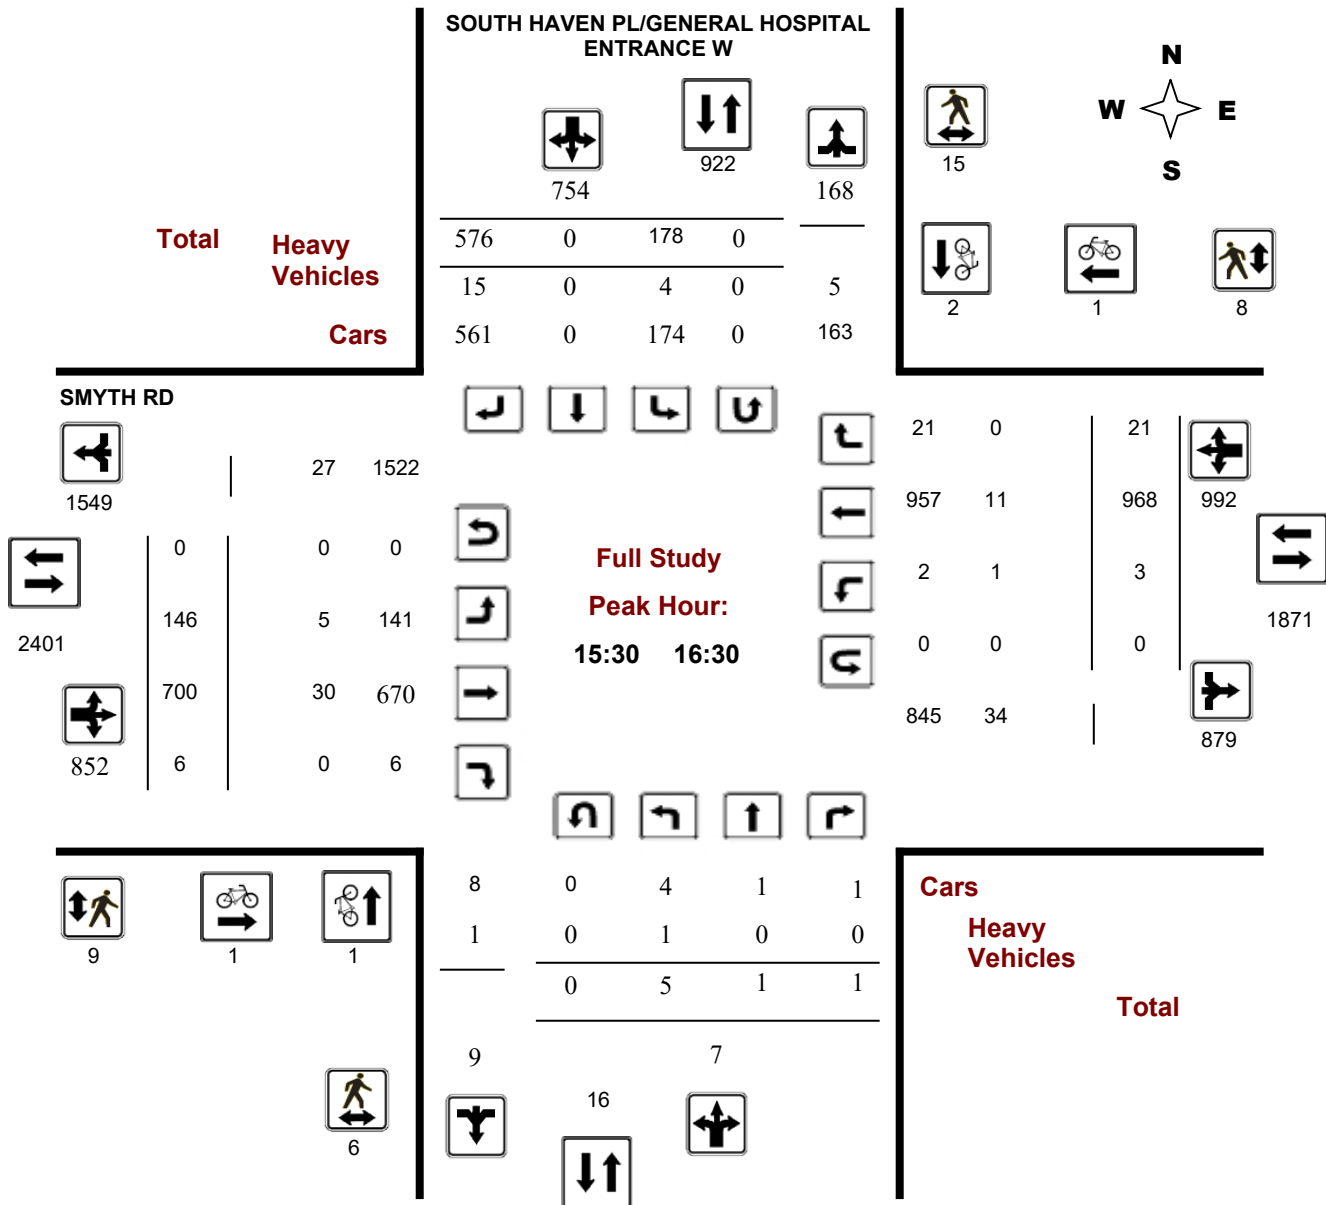 SOUTH HAVEN PL/GENERAL HOSPITAL
ENTRANCE W
N
W E
S
922
15
754 168
Total
Heavy
Vehicles
Cars
576 0 178 0
15 0 4 0 5
561 0 174 0 163
2 1 8
SMYTH RD
27 1522
1549
0 0 0
146 5 141
2401
700 30 670
852 6 0 6
Full Study
Peak Hour:
15:30 16:30
21 0 21
957 11 968 992
2 1 3
1871
0 0 0
845 34
879
8 0 4 1 1
1 0 1 0 0
0 5 1 1
9 7
16
9 1 1
6
Cars
Heavy
Vehicles
Total